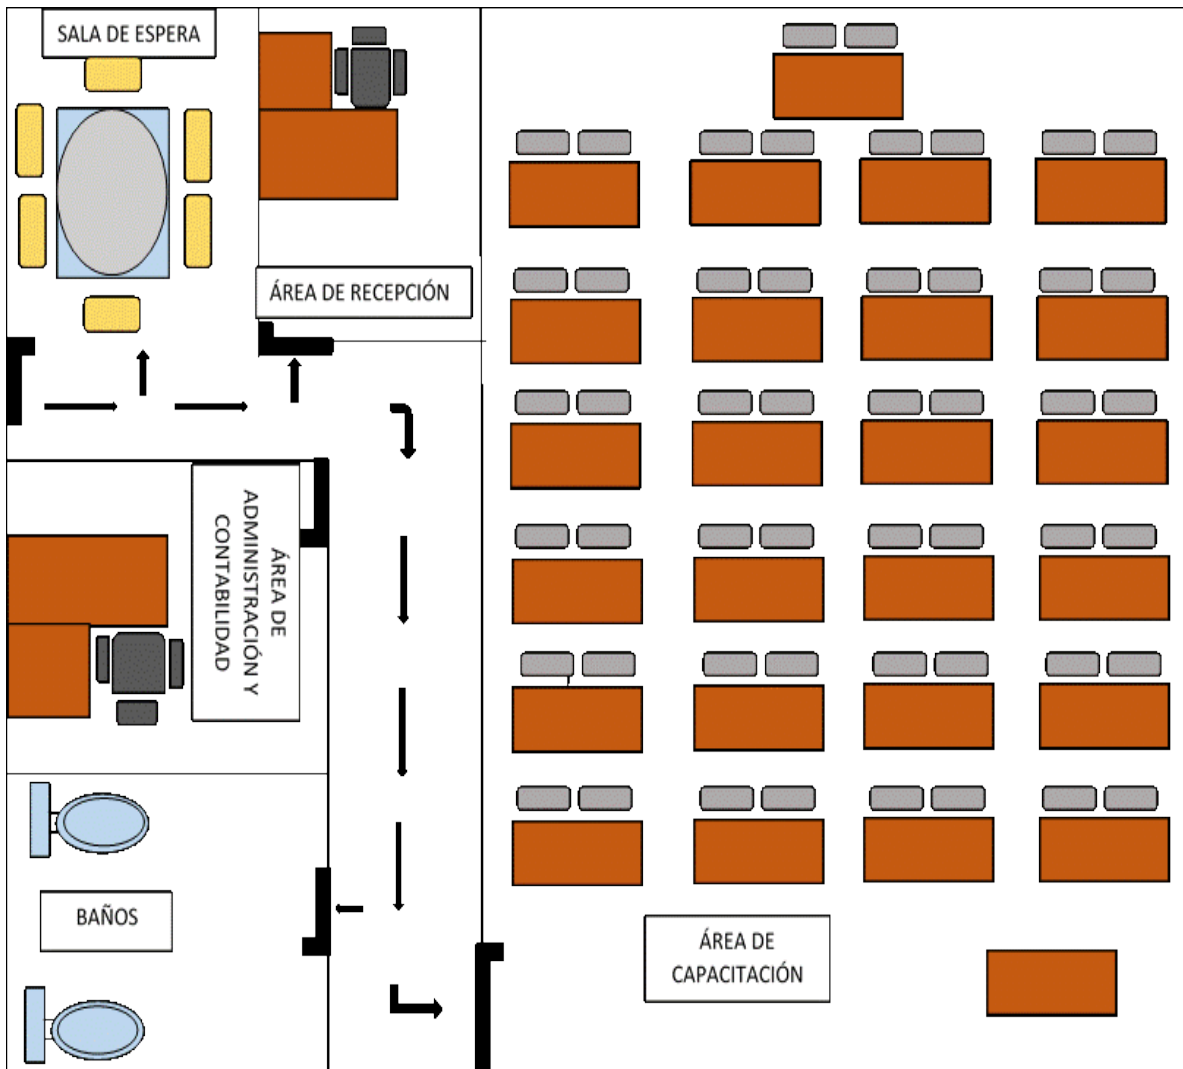 SALA DE ESPERA
ÁREA DE RECEPCIÓN
ÁREA DE
ADMINISTRACIÓN Y
CONTABILIDAD
BAÑOS
ÁREA DE
CAPACITACIÓN